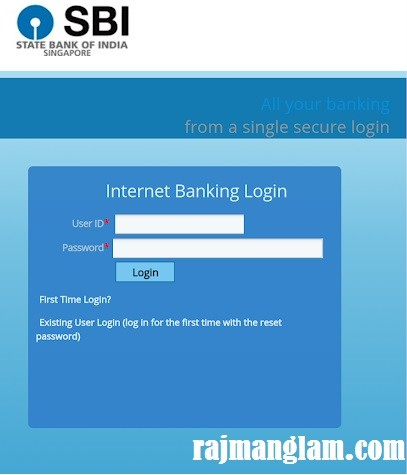 SBI
STATE BANK OF INDIA
SINGAPORE
All your banking
from a single secure login
Internet Banking Login
User ID*
Password*
Login
First Time Login?
Existing User Login (log in for the first time with the reset
password)
rajmanglam.com